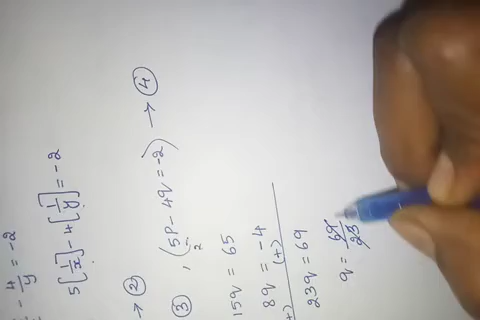 - 4/y = -2
5[1/x] - 4[1/y] = -2
→ ②
③ , (5P - 4q = -2) → ④
2
15q = 65
8q = -4
(+)
23q = 69
q = 69/23